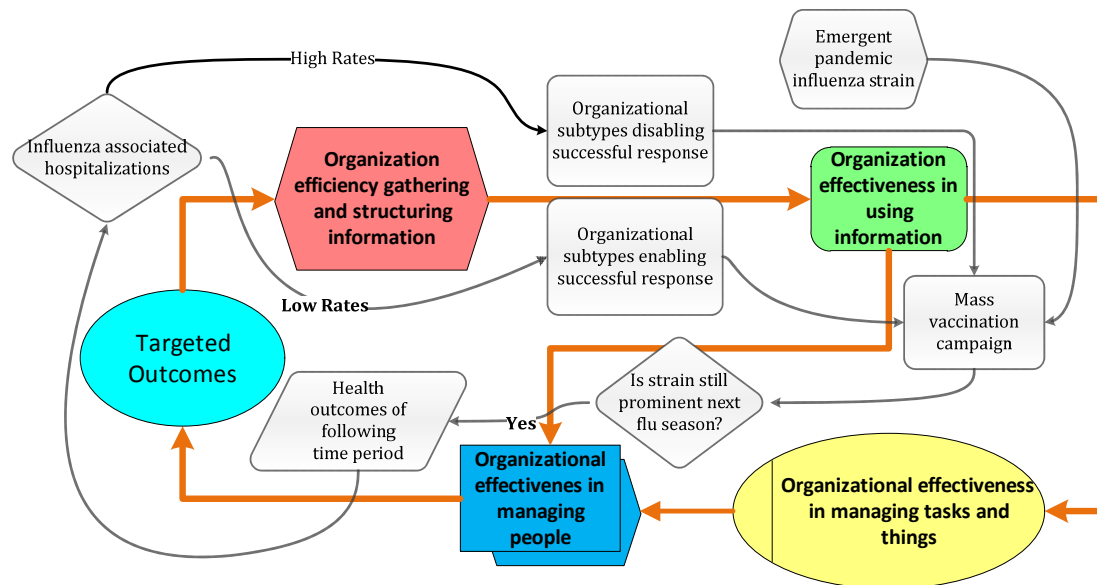 High Rates
Emergent
pandemic
influenza strain
Influenza associated
hospitalizations
Organizational
subtypes disabling
successful response
Organization
efficiency gathering
and structuring
information
Organization
effectiveness in
using
information
Organizational
subtypes enabling
successful response
Low Rates
Mass
vaccination
campaign
Targeted
Outcomes
Health
outcomes of
following
time period
Is strain still
prominent next
flu season?
Yes
Organizational
effectivenes in
managing
people
Organizational effectiveness
in managing tasks and
things